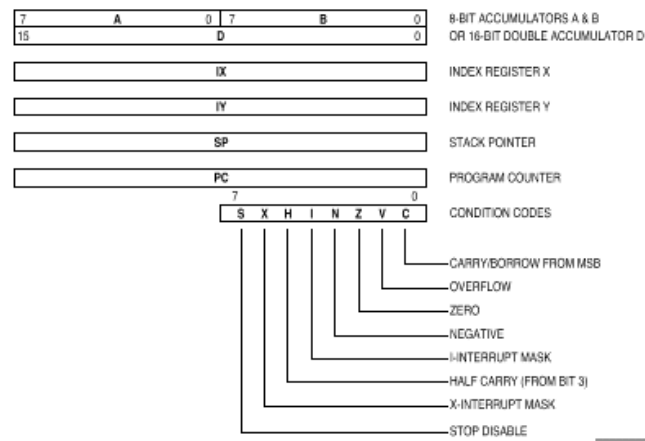 7 A 0 7 B 0 8-BIT ACCUMULATORS A & B
15 D 0 OR 16-BIT DOUBLE ACCUMULATOR D
IX INDEX REGISTER X
IY INDEX REGISTER Y
SP STACK POINTER
PC PROGRAM COUNTER
7 0
S X H I N Z V C CONDITION CODES
CARRY/BORROW FROM MSB
OVERFLOW
ZERO
NEGATIVE
I-INTERRUPT MASK
HALF CARRY (FROM BIT 3)
X-INTERRUPT MASK
STOP DISABLE